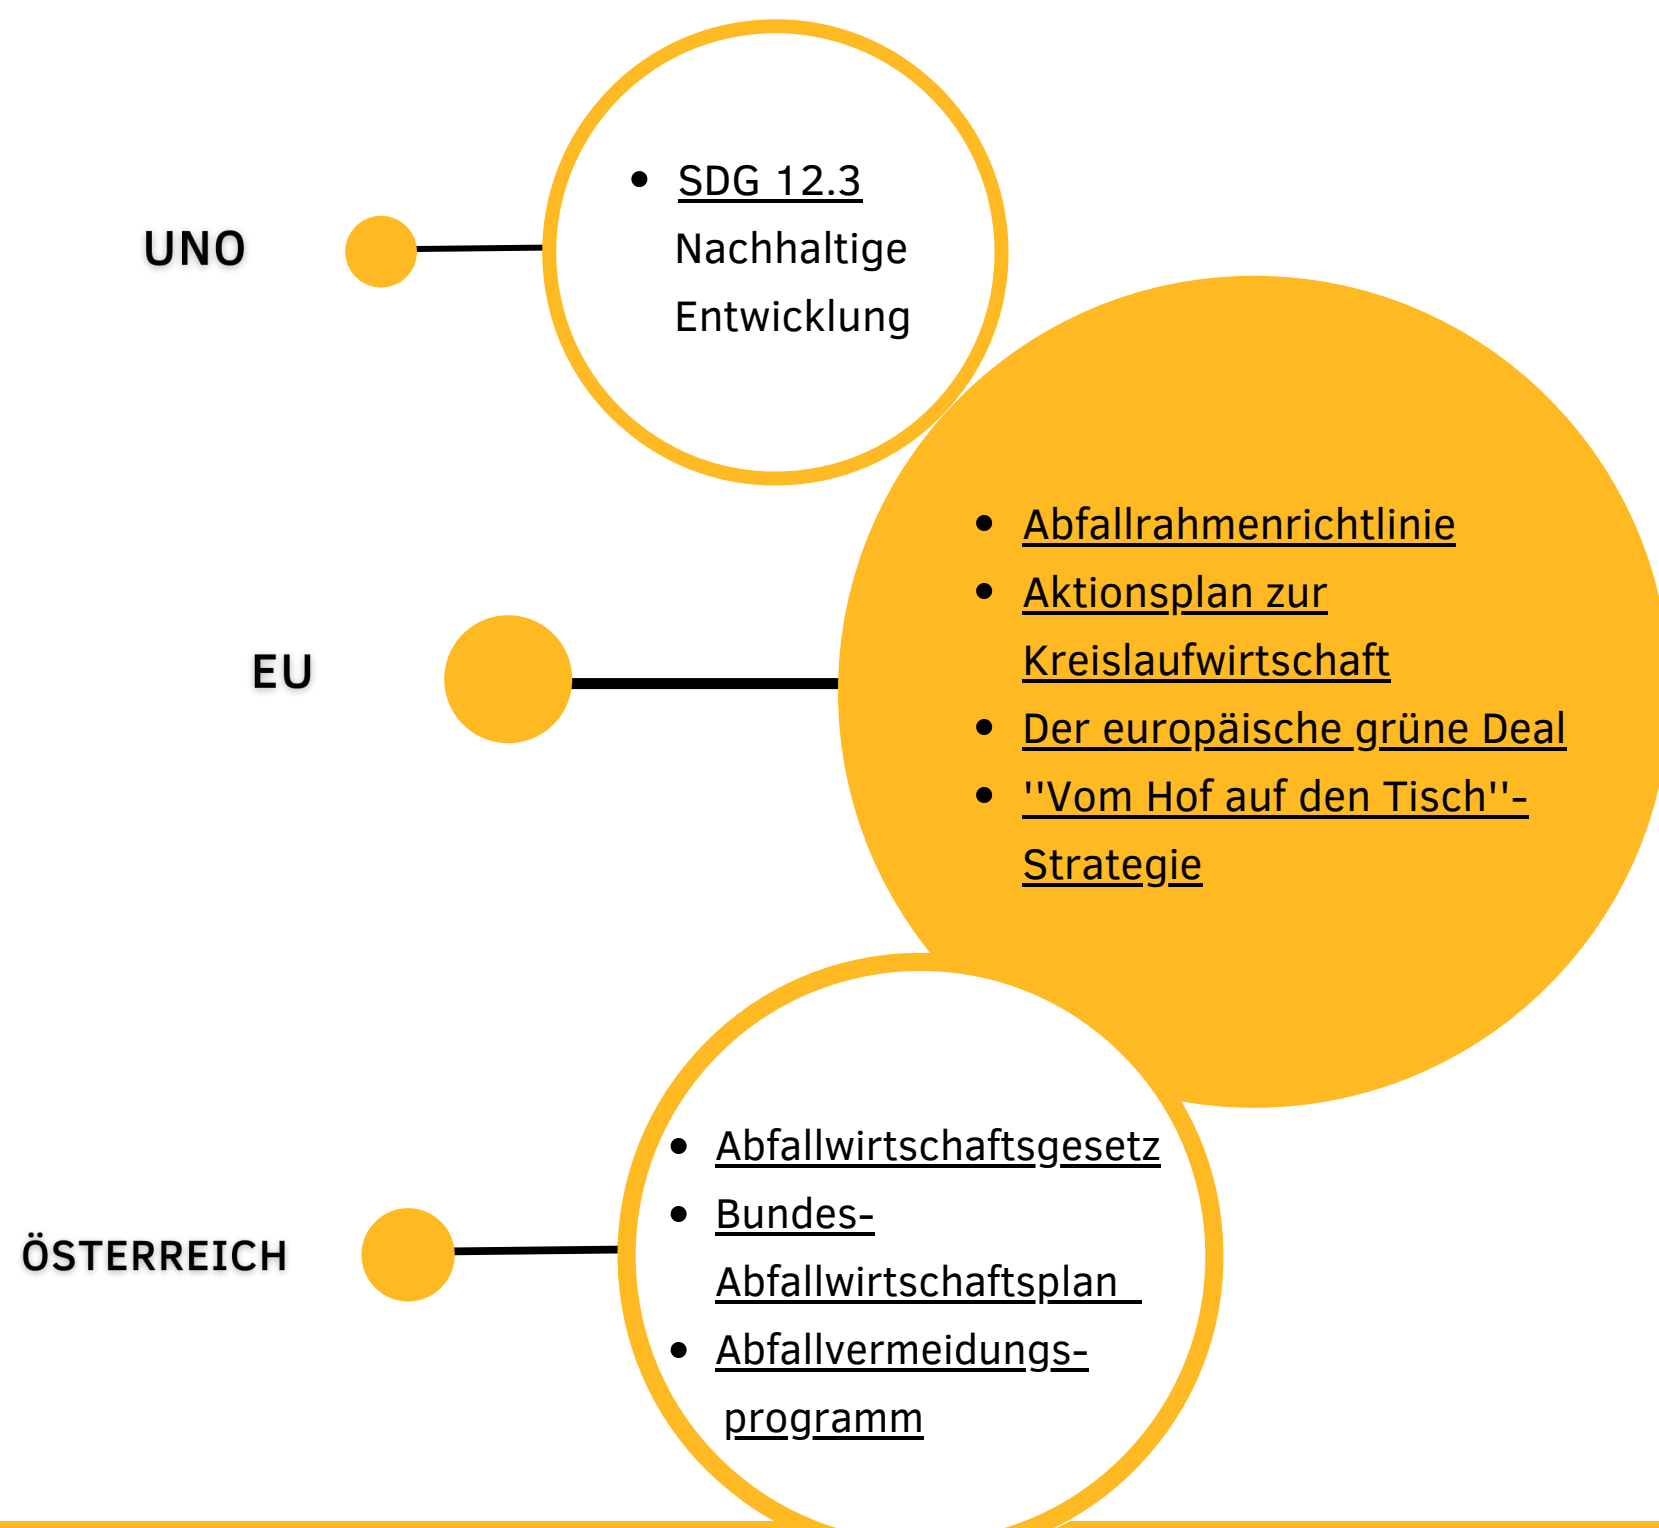 UNO
• SDG 12.3
Nachhaltige
Entwicklung
EU
• Abfallrahmenrichtlinie
• Aktionsplan zur
Kreislaufwirtschaft
• Der europäische grüne Deal
• "Vom Hof auf den Tisch"-
Strategie
ÖSTERREICH
• Abfallwirtschaftsgesetz
• Bundes-
Abfallwirtschaftsplan
• Abfallvermeidungs-
programm